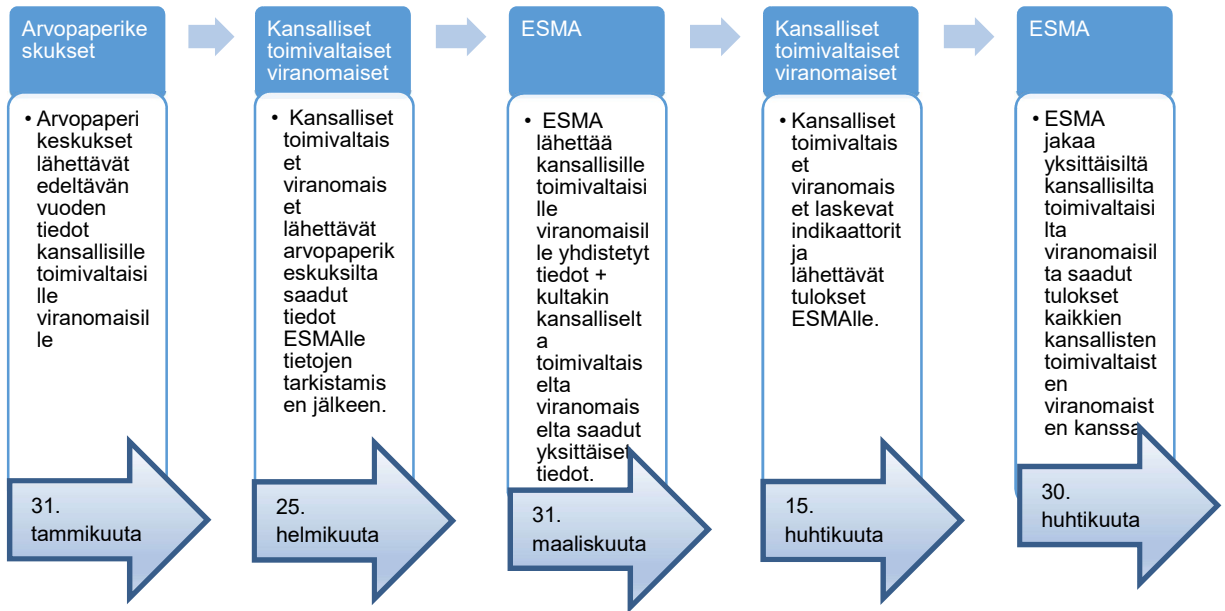 Arvopaperike
skukset
• Arvopaperi
keskukset
lähettävät
edeltävän
vuoden
tiedot
kansallisille
toimivaltaisi
lle
viranomaisil
le
31.
tammikuuta
Kansalliset
toimivaltaiset
viranomaiset
• Kansalliset
toimivaltais
et
viranomais
et
lähettävät
arvopaperik
eskuksilta
saadut
tiedot
ESMAlle
tietojen
tarkistamis
en jälkeen.
25.
helmikuuta
ESMA
• ESMA
lähettää
kansallisille
toimivaltaisi
lle
viranomaisil
le yhdistetyt
tiedot +
kultakin
kansalliselt
a
toimivaltais
elta
viranomais
elta saadut
yksittäiset
tiedot.
31.
maaliskuuta
Kansalliset
toimivaltaiset
viranomaiset
• Kansalliset
toimivaltais
et
viranomais
et laskevat
indikaattorit
ja
lähettävät
tulokset
ESMAlle.
15.
huhtikuuta
ESMA
• ESMA
jakaa
yksittäisiltä
kansallisilta
toimivaltaisi
lta
viranomaisil
ta saadut
tulokset
kaikkien
kansallisten
toimivaltaist
en
viranomaist
en kanssa
30.
huhtikuuta